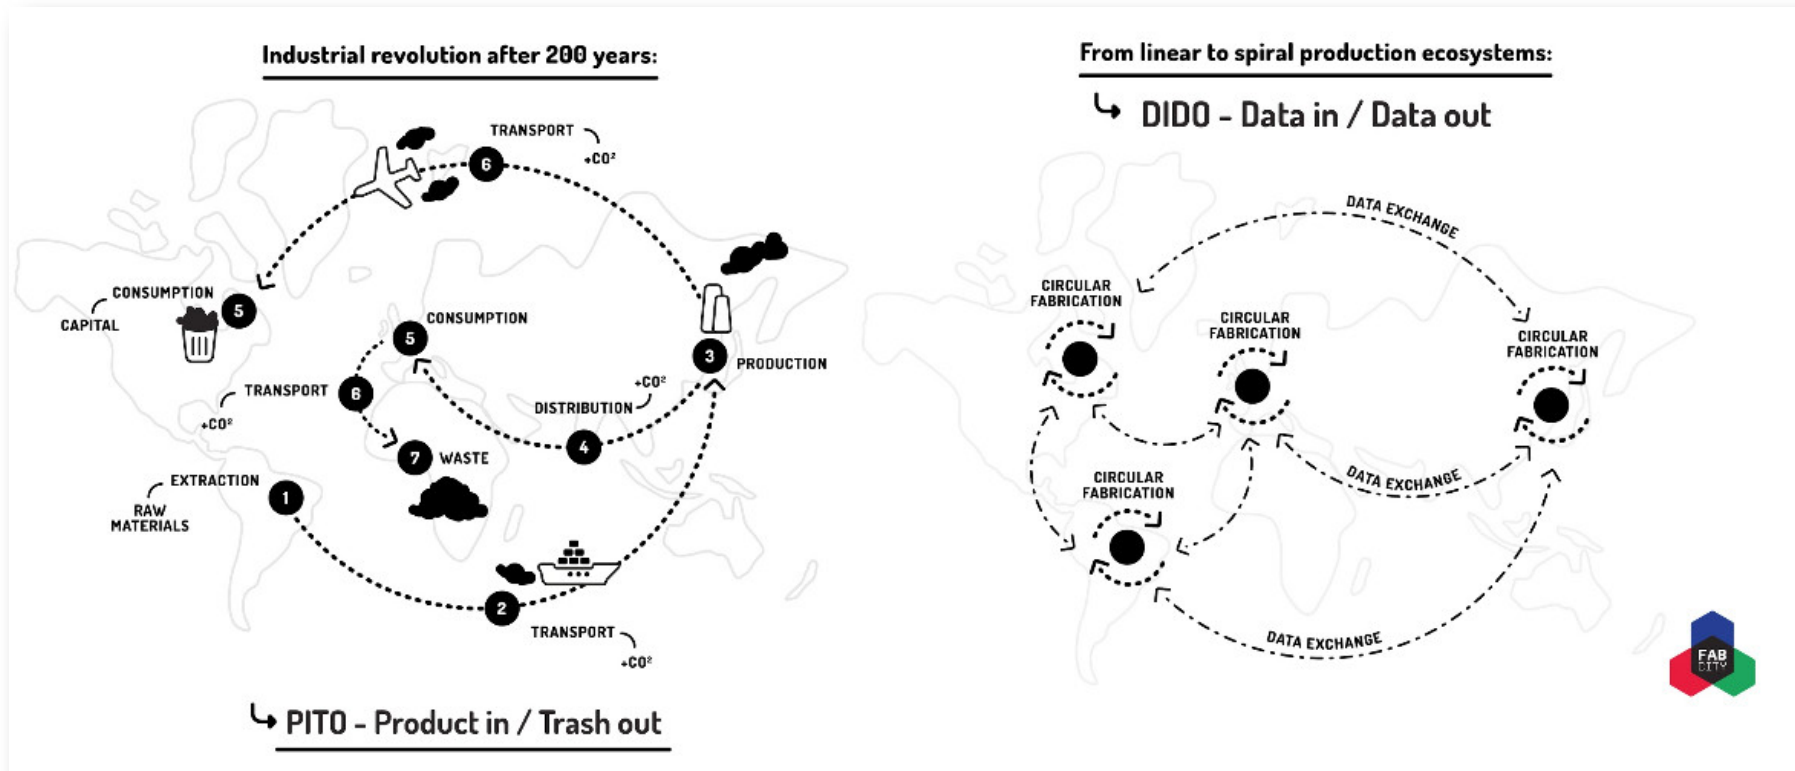 Industrial revolution after 200 years:
TRANSPORT
+CO²
6
CONSUMPTION
5
CAPITAL
CONSUMPTION
5
3
PRODUCTION
TRANSPORT
6
+CO²
+CO²
DISTRIBUTION
4
7
WASTE
EXTRACTION
1
RAW
MATERIALS
2
TRANSPORT
+CO²
PITO - Product in / Trash out
From linear to spiral production ecosystems:
DIDO - Data in / Data out
DATA EXCHANGE
CIRCULAR
FABRICATION
CIRCULAR
FABRICATION
CIRCULAR
FABRICATION
CIRCULAR
FABRICATION
DATA EXCHANGE
DATA EXCHANGE
FAB
CITY